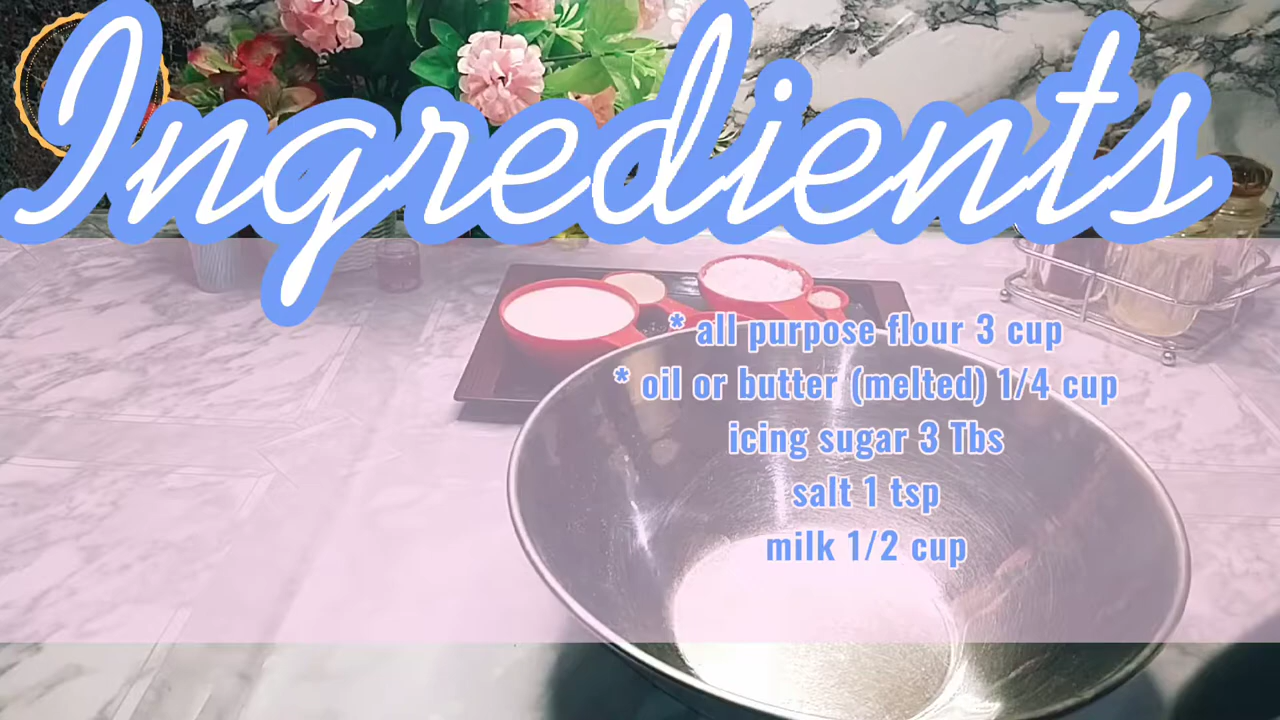 Ingredients
* all purpose flour 3 cup
* oil or butter (melted) 1/4 cup
icing sugar 3 Tbs
salt 1 tsp
milk 1/2 cup